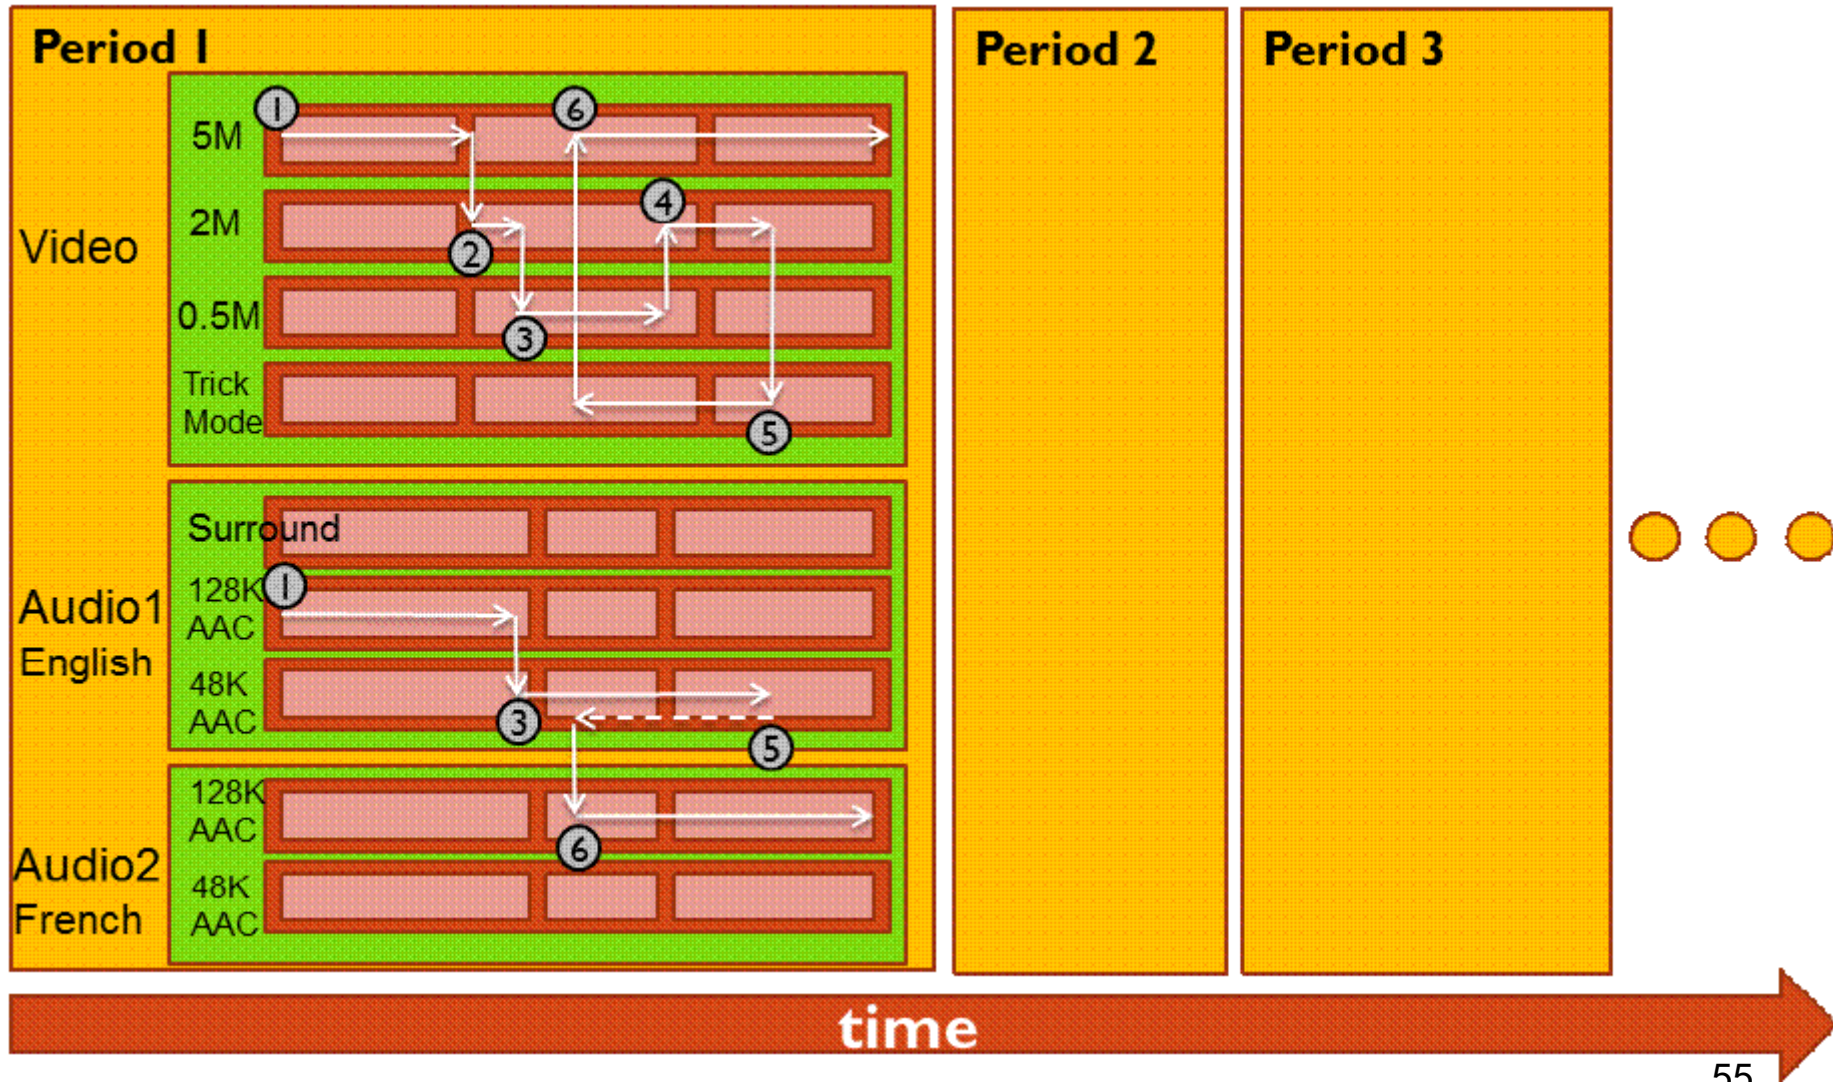 Period 1
Period 2
Period 3
1
6
5M
4
2M
Video
2
0.5M
3
Trick
Mode
5
Surround
1
128K
AAC
Audio1
English
48K
AAC
3
5
128K
AAC
6
Audio2
French
48K
AAC
time
55